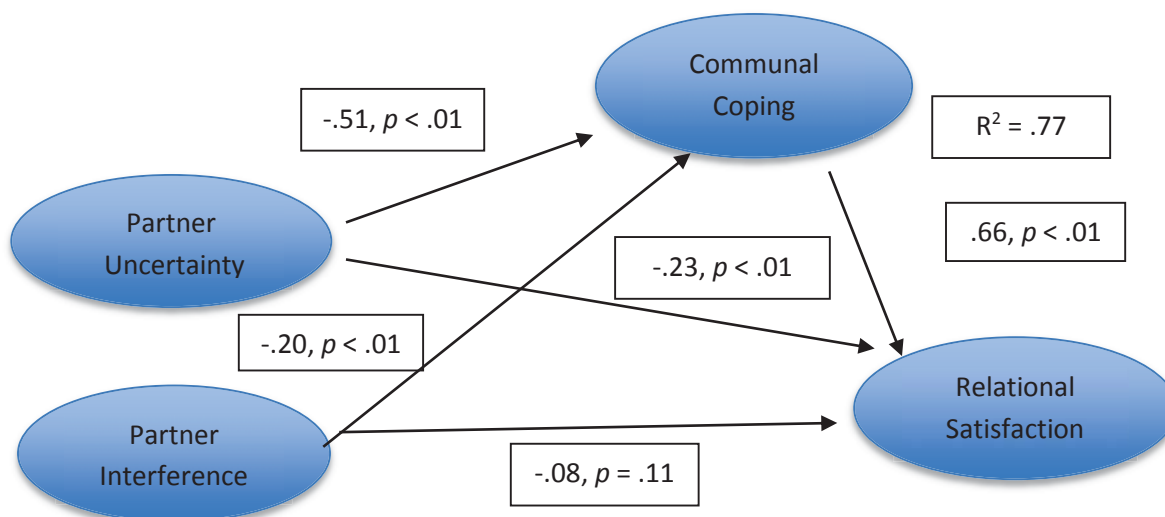 Communal
Coping
-.51, p < .01
R² = .77
Partner
Uncertainty
-.23, p < .01
.66, p < .01
-.20, p < .01
Relational
Satisfaction
Partner
Interference
-.08, p = .11